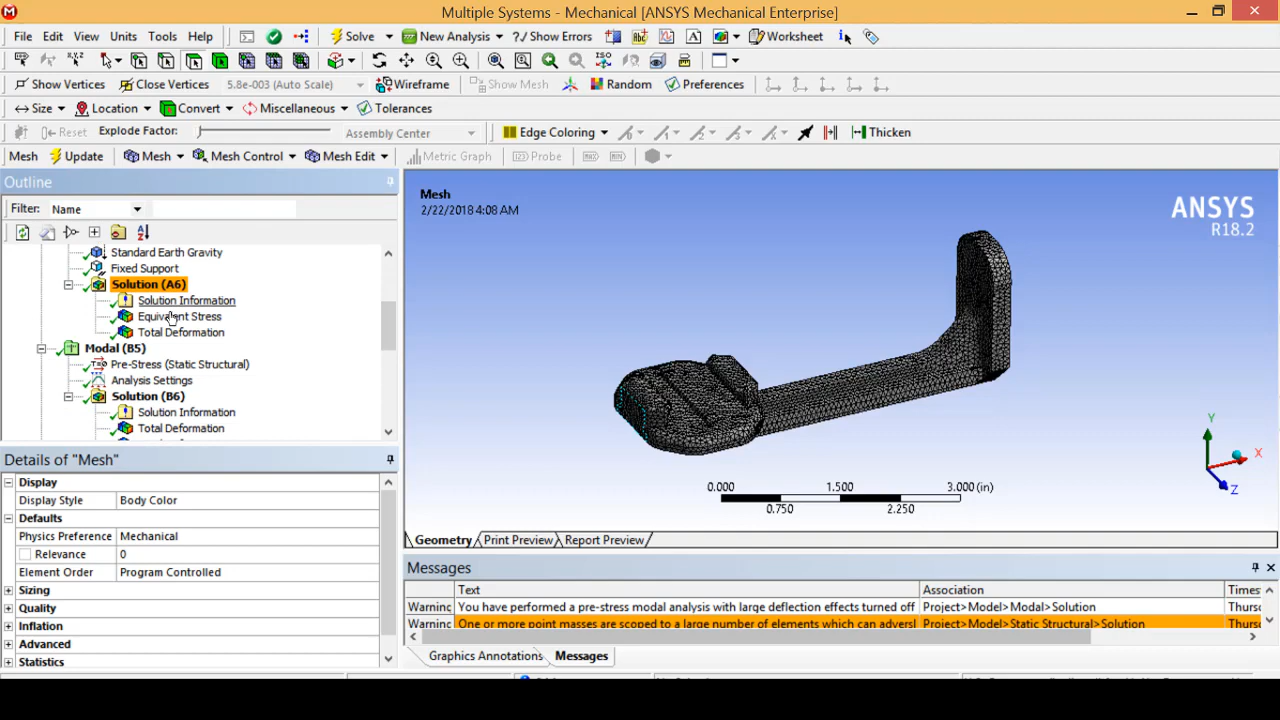 Multiple Systems - Mechanical [ANSYS Mechanical Enterprise]
File Edit View Units Tools Help Solve New Analysis ?/ Show Errors Worksheet
Show Vertices Close Vertices 5.8e-003 (Auto Scale) Wireframe Show Mesh Random Preferences
Size Location Convert Miscellaneous Tolerances
Reset Explode Factor: Assembly Center Edge Coloring Thicken
Mesh Update Mesh Mesh Control Mesh Edit Metric Graph Probe
Outline
Filter: Name
Standard Earth Gravity
Fixed Support
Solution (A6)
Solution Information
Equivalent Stress
Total Deformation
Modal (B5)
Pre-Stress (Static Structural)
Analysis Settings
Solution (B6)
Solution Information
Total Deformation
Details of "Mesh"
Display
Display Style Body Color
Defaults
Physics Preference Mechanical
Relevance 0
Element Order Program Controlled
Sizing
Quality
Inflation
Advanced
Statistics
Mesh
2/22/2018 4:08 AM
ANSYS
R18.2
Y
X
Z
0.000 1.500 3.000 (in)
0.750 2.250
Geometry Print Preview Report Preview
Messages
Text Association Times
Warninc You have performed a pre-stress modal analysis with large deflection effects turned off Project>Model>Modal>Solution Thursc
Warninc One or more point masses are scoped to a large number of elements which can adversl Project>Model>Static Structural>Solution Thursc
Graphics Annotations Messages